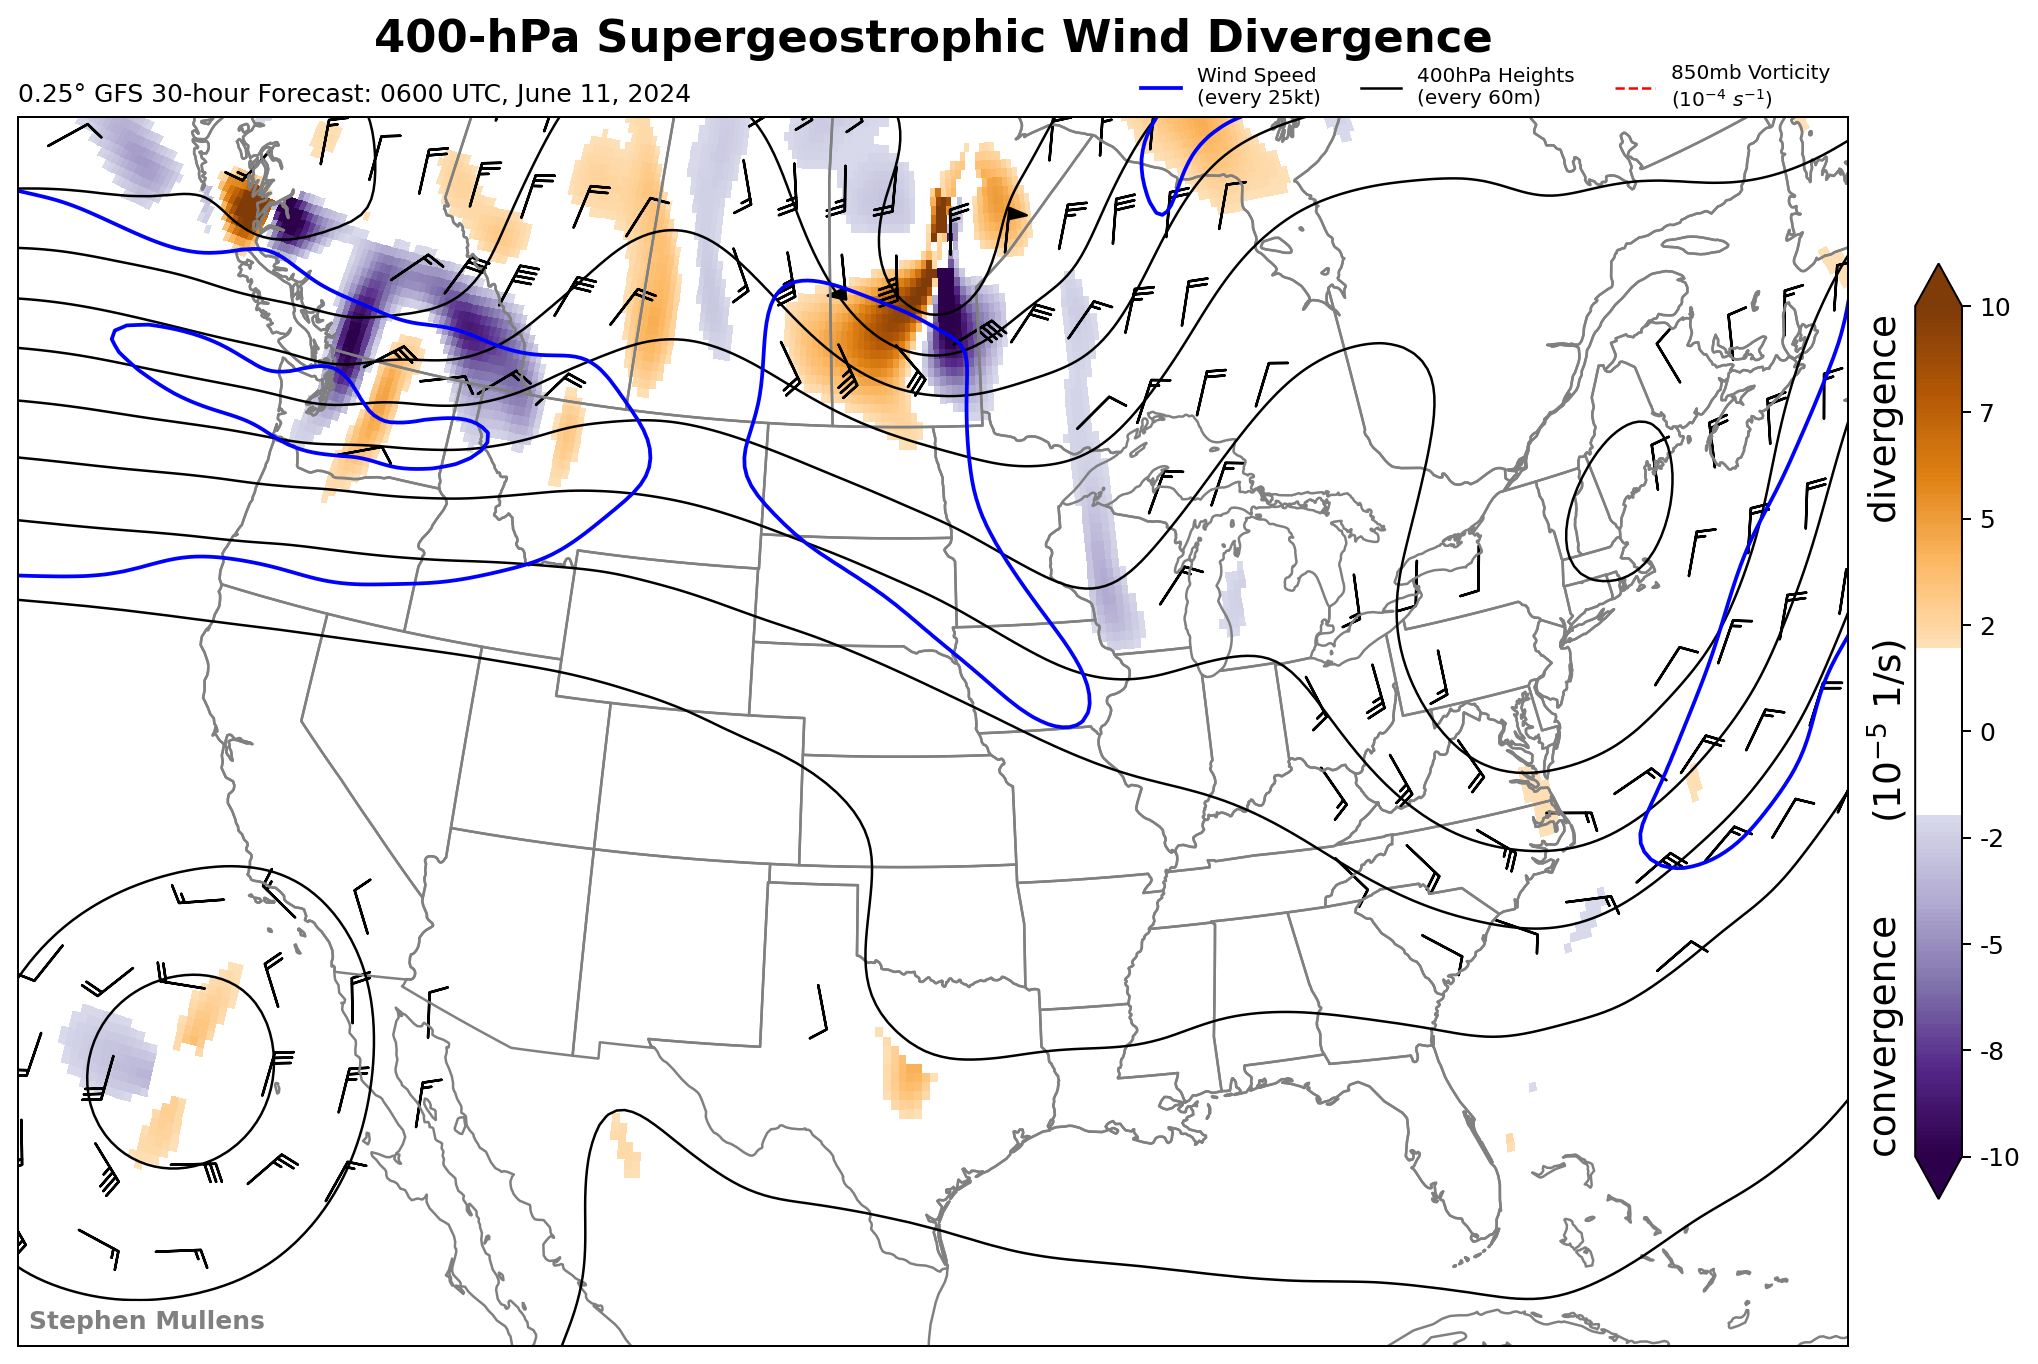 400-hPa Supergeostrophic Wind Divergence
0.25° GFS 30-hour Forecast: 0600 UTC, June 11, 2024
Wind Speed
(every 25kt)
400hPa Heights
(every 60m)
850mb Vorticity
(10⁻⁴ s⁻¹)
10
7
5
2
0
-2
-5
-8
-10
convergence (10⁻⁵ 1/s) divergence
Stephen Mullens